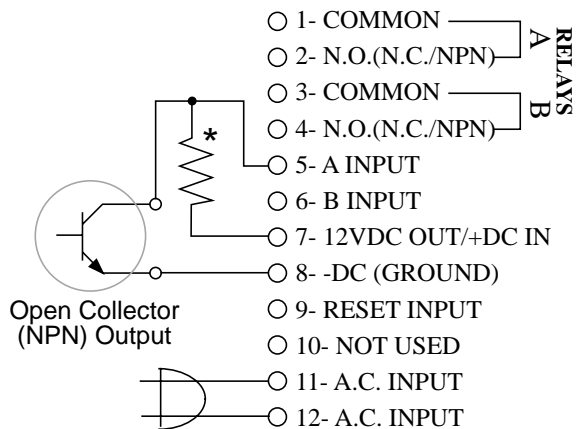 1- COMMON
2- N.O.(N.C./NPN)
A
3- COMMON
4- N.O.(N.C./NPN)
B
RELAYS
*
5- A INPUT
6- B INPUT
7- 12VDC OUT/+DC IN
8- -DC (GROUND)
9- RESET INPUT
10- NOT USED
11- A.C. INPUT
12- A.C. INPUT
Open Collector
(NPN) Output